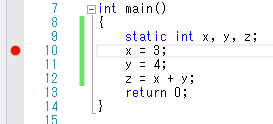 7 int main()
8 {
9 static int x, y, z;
10 x = 3;
11 y = 4;
12 z = x + y;
13 return 0;
14 }